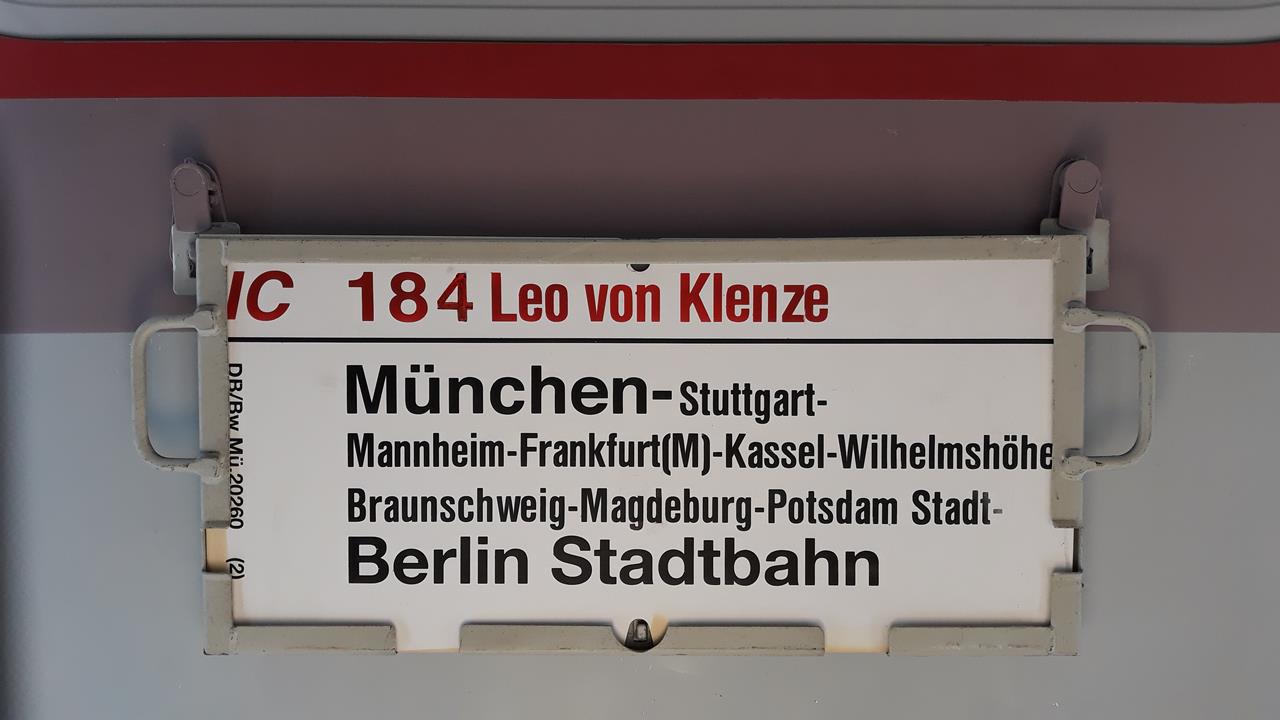 IC 184 Leo von Klenze
München-Stuttgart-
Mannheim-Frankfurt(M)-Kassel-Wilhelmshöhe
Braunschweig-Magdeburg-Potsdam Stadt-
Berlin Stadtbahn
DB/Bw Mü.20260 (2)